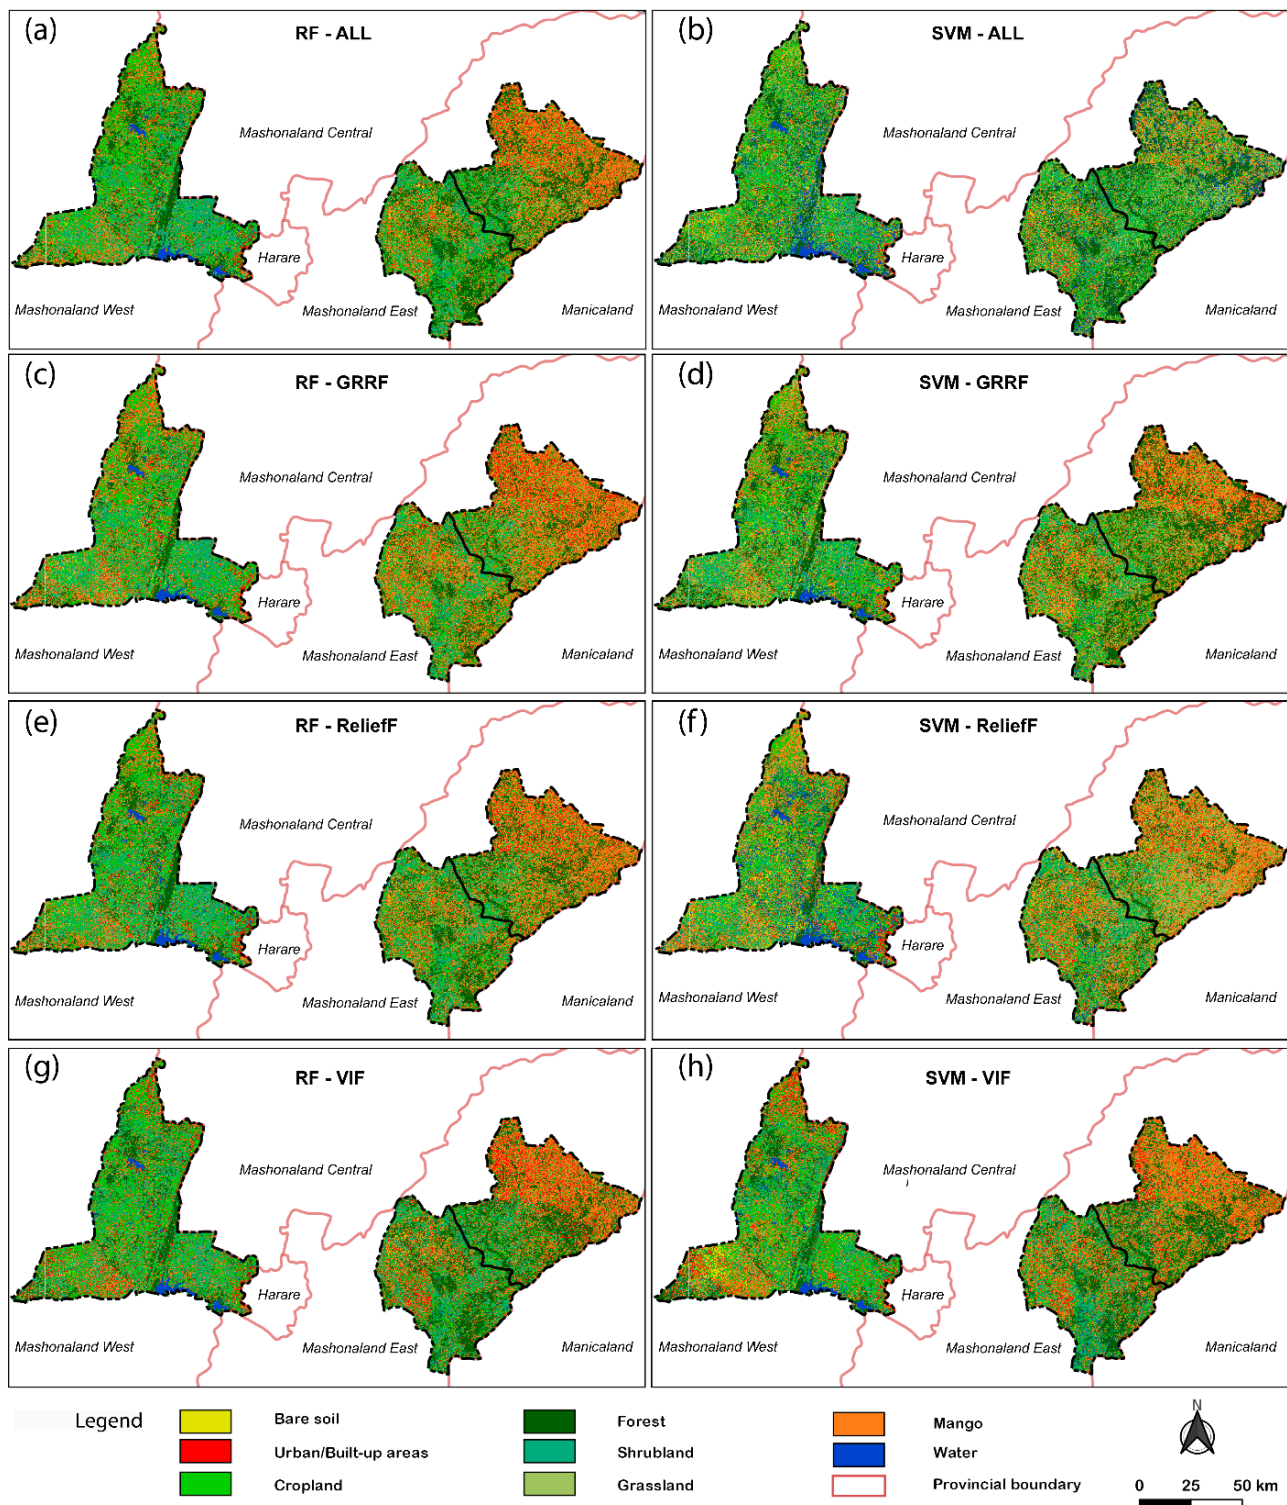 (a) RF - ALL
Mashonaland Central
Harare
Mashonaland West
Mashonaland East
Manicaland
(b) SVM - ALL
Mashonaland Central
Harare
Mashonaland West
Mashonaland East
Manicaland
(c) RF - GRRF
Mashonaland Central
Harare
Mashonaland West
Mashonaland East
Manicaland
(d) SVM - GRRF
Mashonaland Central
Harare
Mashonaland West
Mashonaland East
Manicaland
(e) RF - ReliefF
Mashonaland Central
Harare
Mashonaland West
Mashonaland East
Manicaland
(f) SVM - ReliefF
Mashonaland Central
Harare
Mashonaland West
Mashonaland East
Manicaland
(g) RF - VIF
Mashonaland Central
Harare
Mashonaland West
Mashonaland East
Manicaland
(h) SVM - VIF
Mashonaland Central
Harare
Mashonaland West
Mashonaland East
Manicaland
Legend
Bare soil
Urban/Built-up areas
Cropland
Forest
Shrubland
Grassland
Mango
Water
Provincial boundary
N
0 25 50 km